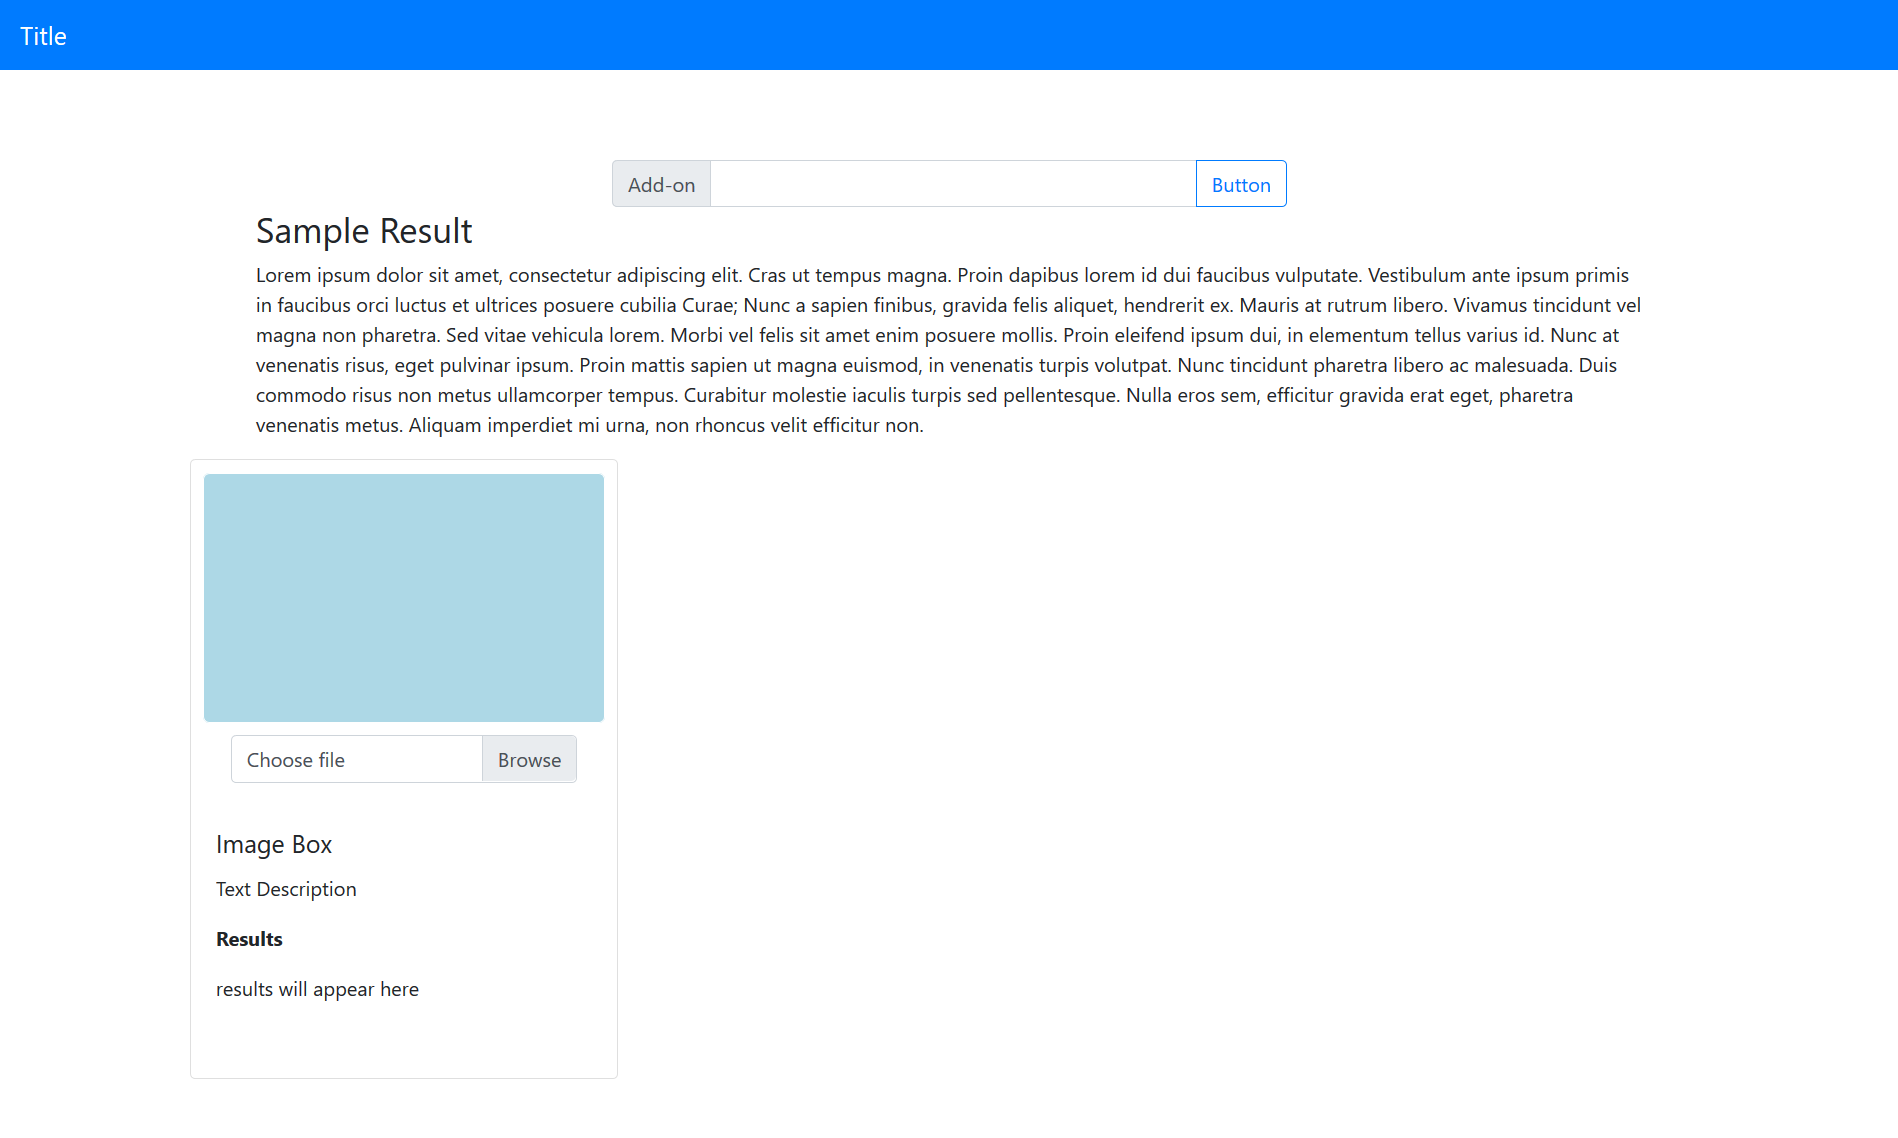 Title
Add-on
Button
Sample Result
Lorem ipsum dolor sit amet, consectetur adipiscing elit. Cras ut tempus magna. Proin dapibus lorem id dui faucibus vulputate. Vestibulum ante ipsum primis
in faucibus orci luctus et ultrices posuere cubilia Curae; Nunc a sapien finibus, gravida felis aliquet, hendrerit ex. Mauris at rutrum libero. Vivamus tincidunt vel
magna non pharetra. Sed vitae vehicula lorem. Morbi vel felis sit amet enim posuere mollis. Proin eleifend ipsum dui, in elementum tellus varius id. Nunc at
venenatis risus, eget pulvinar ipsum. Proin mattis sapien ut magna euismod, in venenatis turpis volutpat. Nunc tincidunt pharetra libero ac malesuada. Duis
commodo risus non metus ullamcorper tempus. Curabitur molestie iaculis turpis sed pellentesque. Nulla eros sem, efficitur gravida erat eget, pharetra
venenatis metus. Aliquam imperdiet mi urna, non rhoncus velit efficitur non.
Choose file
Browse
Image Box
Text Description
Results
results will appear here